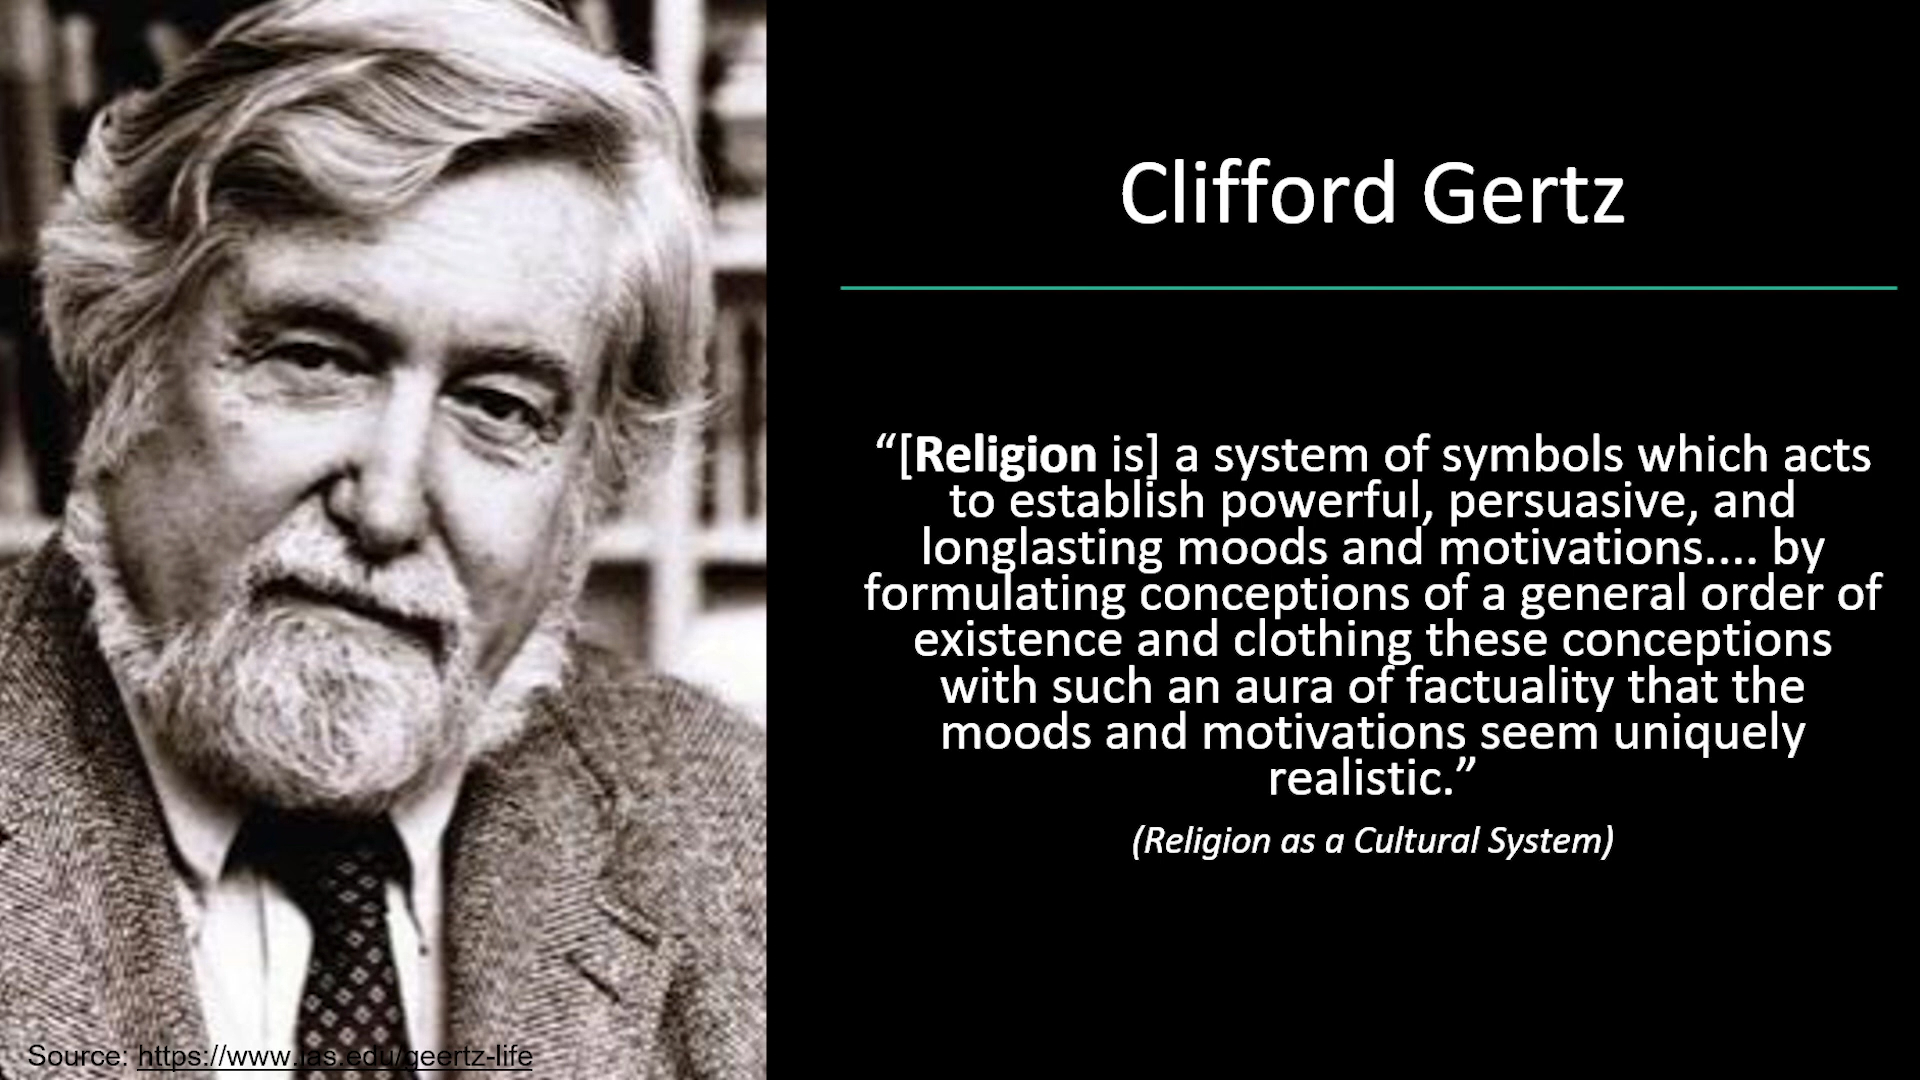 Clifford Gertz
“[Religion is] a system of symbols which acts
to establish powerful, persuasive, and
longlasting moods and motivations.... by
formulating conceptions of a general order of
existence and clothing these conceptions
with such an aura of factuality that the
moods and motivations seem uniquely
realistic.”
(Religion as a Cultural System)
Source: https://www.ias.edu/geertz-life